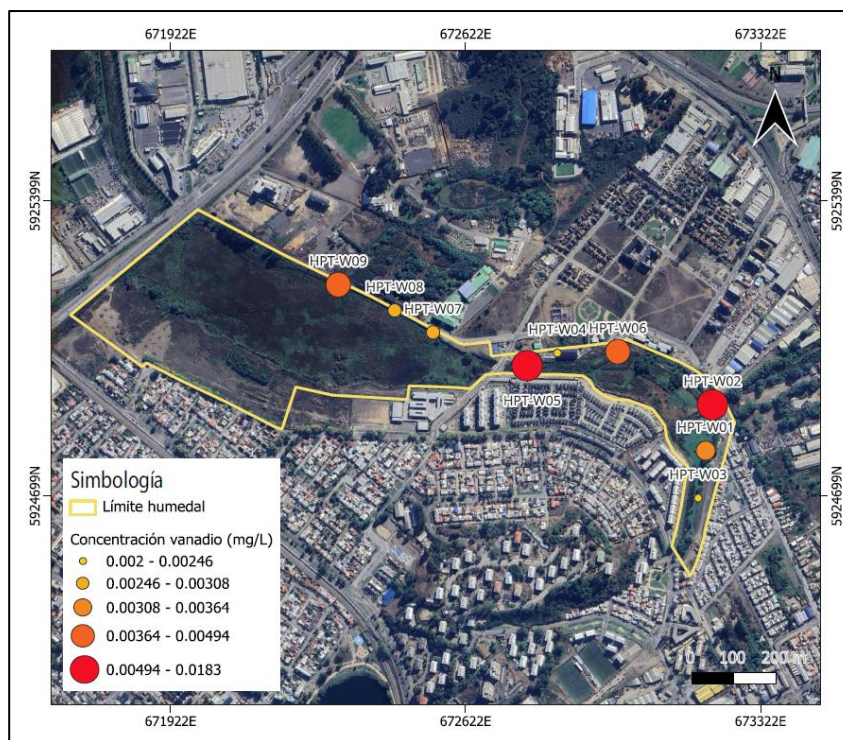 671922E 672622E 673322E
N
5925399N 5925399N
HPT-W09
HPT-W08
HPT-W07
HPT-W04 HPT-W06
HPT-W05
HPT-W02
HPT-W01
HPT-W03
5924699N 5924699N
Simbología
Límite humedal
Concentración vanadio (mg/L)
0.002 - 0.00246
0.00246 - 0.00308
0.00308 - 0.00364
0.00364 - 0.00494
0.00494 - 0.0183
0 100 200 m
671922E 672622E 673322E